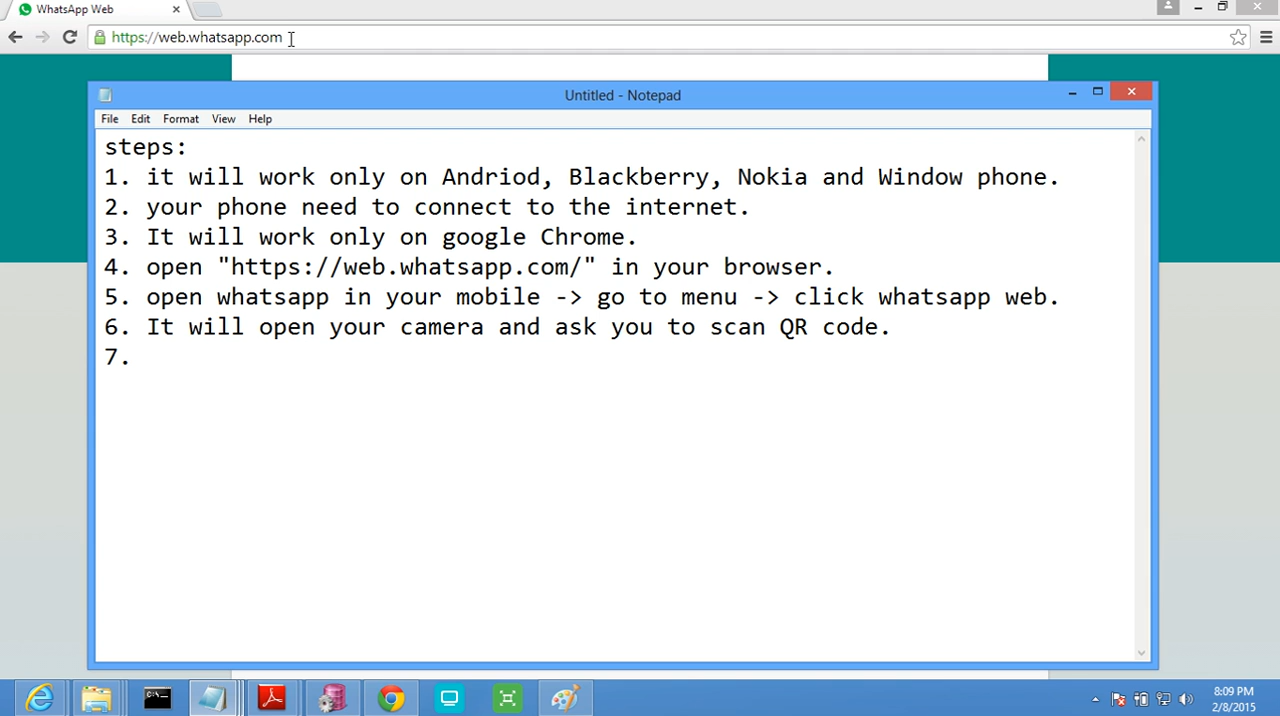 WhatsApp Web
https://web.whatsapp.com
Untitled - Notepad
File Edit Format View Help
steps:
1. it will work only on Andriod, Blackberry, Nokia and Window phone.
2. your phone need to connect to the internet.
3. It will work only on google Chrome.
4. open "https://web.whatsapp.com/" in your browser.
5. open whatsapp in your mobile -> go to menu -> click whatsapp web.
6. It will open your camera and ask you to scan QR code.
7.
8:09 PM
2/8/2015